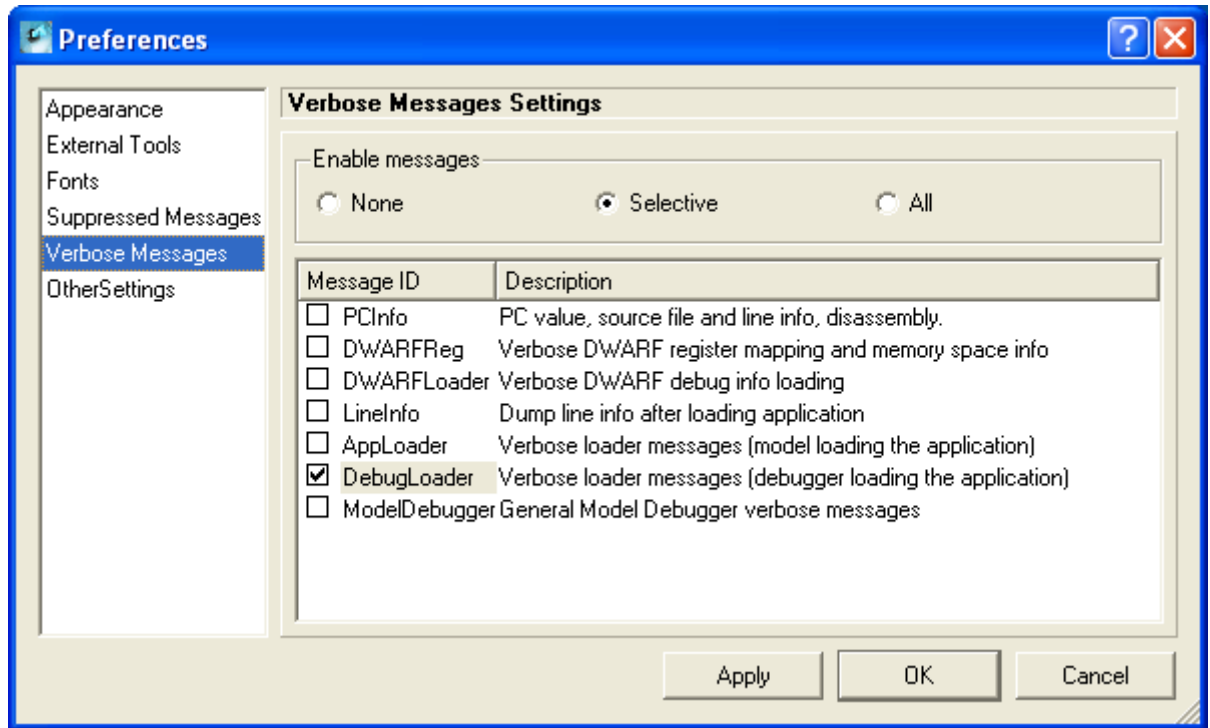 Preferences
Appearance
External Tools
Fonts
Suppressed Messages
Verbose Messages
OtherSettings
Verbose Messages Settings
Enable messages
None Selective All
Message ID Description
PCInfo PC value, source file and line info, disassembly.
DWARFReg Verbose DWARF register mapping and memory space info
DWARFLoader Verbose DWARF debug info loading
LineInfo Dump line info after loading application
AppLoader Verbose loader messages (model loading the application)
DebugLoader Verbose loader messages (debugger loading the application)
ModelDebugger General Model Debugger verbose messages
Apply OK Cancel